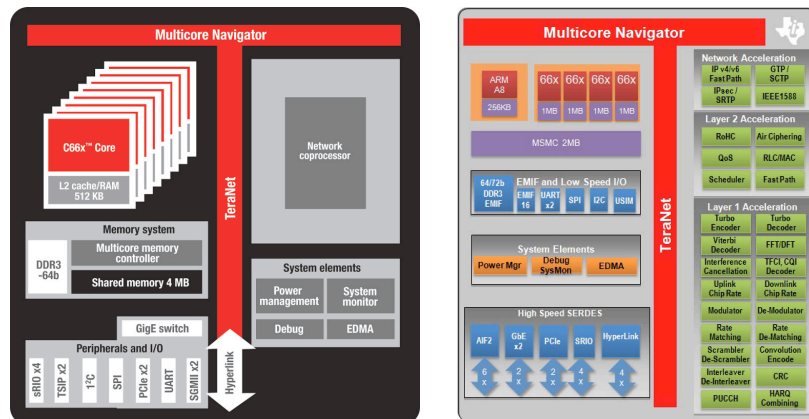 Multicore Navigator
C66x™ Core
L2 cache/RAM
512 KB
Network
coprocessor
TeraNet
Memory system
DDR3
-64b
Multicore memory
controller
Shared memory 4 MB
System elements
Power
management
System
monitor
Debug
EDMA
GigE switch
Peripherals and I/O
sRIO x4
TSIP x2
I²C
SPI
PCIe x2
UART
SGMII x2
Hyperlink
Multicore Navigator
ARM
A8
256KB
66x
66x
66x
66x
1MB
1MB
1MB
1MB
MSMC 2MB
TeraNet
EMIF and Low Speed I/O
64/72b
DDR3
EMIF
EMIF
16
UART
x2
SPI
I2C
USIM
System Elements
Power Mgr
Debug
SysMon
EDMA
High Speed SERDES
AIF2
GbE
x2
PCIe
SRIO
HyperLink
6
x
2
x
2
x
4
x
4
x
Network Acceleration
IP v4/v6
Fast Path
GTP /
SCTP
IPsec /
SRTP
IEEE1588
Layer 2 Acceleration
RoHC
Air Ciphering
QoS
RLC/MAC
Scheduler
Fast Path
Layer 1 Acceleration
Turbo
Encoder
Turbo
Decoder
Viterbi
Decoder
FFT/DFT
Interference
Cancellation
TFCI, CQI
Decoder
Uplink
Chip Rate
Downlink
Chip Rate
Modulator
De-Modulator
Rate
Matching
Rate
De-Matching
Scrambler
De-Scrambler
Convolution
Encode
Interleaver
De-Interleaver
CRC
PUCCH
HARQ
Combining